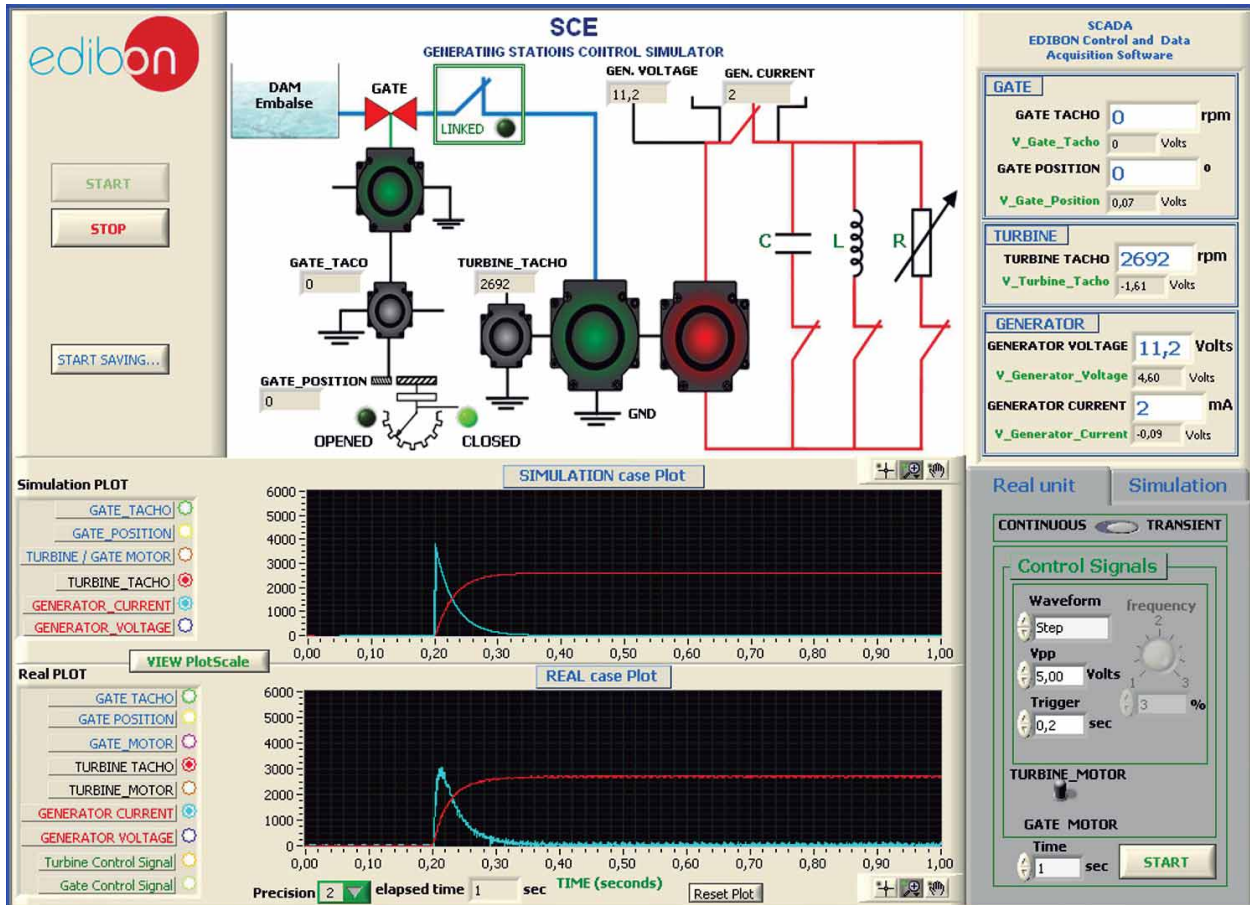 edibon
START
STOP
START SAVING...
SCE
GENERATING STATIONS CONTROL SIMULATOR
DAM
Embalse
GATE
LINKED
GEN. VOLTAGE
11,2
GEN. CURRENT
2
C
L
R
GATE_TACO
0
TURBINE_TACHO
2692
GATE_POSITION
0
OPENED
CLOSED
GND
SCADA
EDIBON Control and Data
Acquisition Software
GATE
GATE TACHO 0 rpm
V_Gate_Tacho 0 Volts
GATE POSITION 0 º
V_Gate_Position 0,07 Volts
TURBINE
TURBINE TACHO 2692 rpm
V_Turbine_Tacho -1,61 Volts
GENERATOR
GENERATOR VOLTAGE 11,2 Volts
V_Generator_Voltage 4,60 Volts
GENERATOR CURRENT 2 mA
V_Generator_Current -0,09 Volts
Simulation PLOT
GATE_TACHO
GATE_POSITION
TURBINE / GATE MOTOR
TURBINE_TACHO
GENERATOR_CURRENT
GENERATOR_VOLTAGE
VIEW PlotScale
SIMULATION case Plot
6000
5000
4000
3000
2000
1000
0
0,00 0,10 0,20 0,30 0,40 0,50 0,60 0,70 0,80 0,90 1,00
Real PLOT
GATE TACHO
GATE POSITION
GATE_MOTOR
TURBINE TACHO
TURBINE_MOTOR
GENERATOR CURRENT
GENERATOR VOLTAGE
Turbine Control Signal
Gate Control Signal
REAL case Plot
6000
5000
4000
3000
2000
1000
0
0,00 0,10 0,20 0,30 0,40 0,50 0,60 0,70 0,80 0,90 1,00
Precision 2 elapsed time 1 sec TIME (seconds) Reset Plot
Real unit
Simulation
CONTINUOUS TRANSIENT
Control Signals
Waveform
Step
Vpp
5,00 Volts
Trigger
0,2 sec
frequency
2
1 3
3 %
TURBINE_MOTOR
GATE MOTOR
Time
1 sec
START